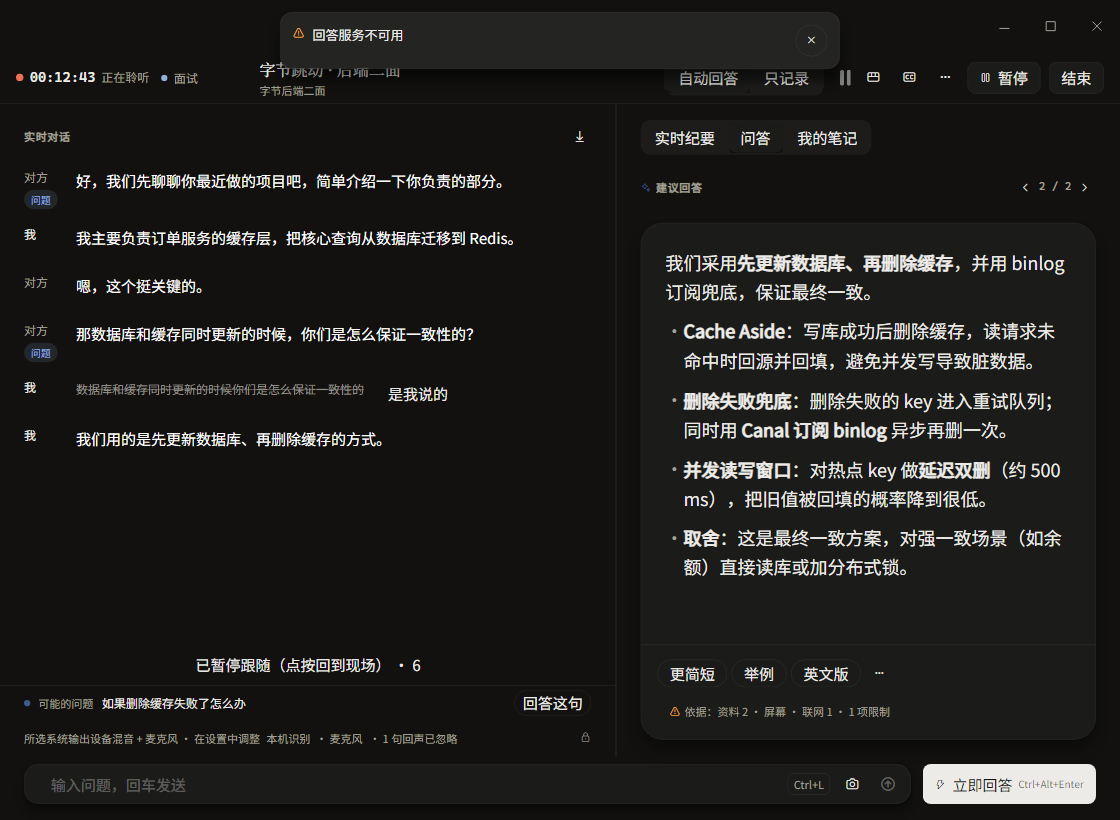 回答服务不可用
00:12:43 正在聆听 面试
字节跳动 · 后端二面
字节后端二面
自动回答 只记录
暂停
结束
实时对话
对方
问题
好，我们先聊聊你最近做的项目吧，简单介绍一下你负责的部分。
我
我主要负责订单服务的缓存层，把核心查询从数据库迁移到 Redis。
对方
嗯，这个挺关键的。
对方
问题
那数据库和缓存同时更新的时候，你们是怎么保证一致性的？
我
数据库和缓存同时更新的时候你们是怎么保证一致性的
是我说的
我
我们用的是先更新数据库、再删除缓存的方式。
已暂停跟随（点按回到现场） · 6
可能的问题 如果删除缓存失败了怎么办
回答这句
所选系统输出设备混音 + 麦克风 · 在设置中调整 本机识别 · 麦克风 · 1 句回声已忽略
实时纪要 问答 我的笔记
建议回答
2 / 2
我们采用先更新数据库、再删除缓存，并用 binlog
订阅兜底，保证最终一致。
· Cache Aside：写库成功后删除缓存，读请求未
命中时回源并回填，避免并发写导致脏数据。
· 删除失败兜底：删除失败的 key 进入重试队列；
同时用 Canal 订阅 binlog 异步再删一次。
· 并发读写窗口：对热点 key 做延迟双删（约 500
ms），把旧值被回填的概率降到很低。
· 取舍：这是最终一致方案，对强一致场景（如余
额）直接读库或加分布式锁。
更简短 举例 英文版 ···
依据：资料 2 · 屏幕 · 联网 1 · 1 项限制
输入问题，回车发送
Ctrl+L
立即回答 Ctrl+Alt+Enter